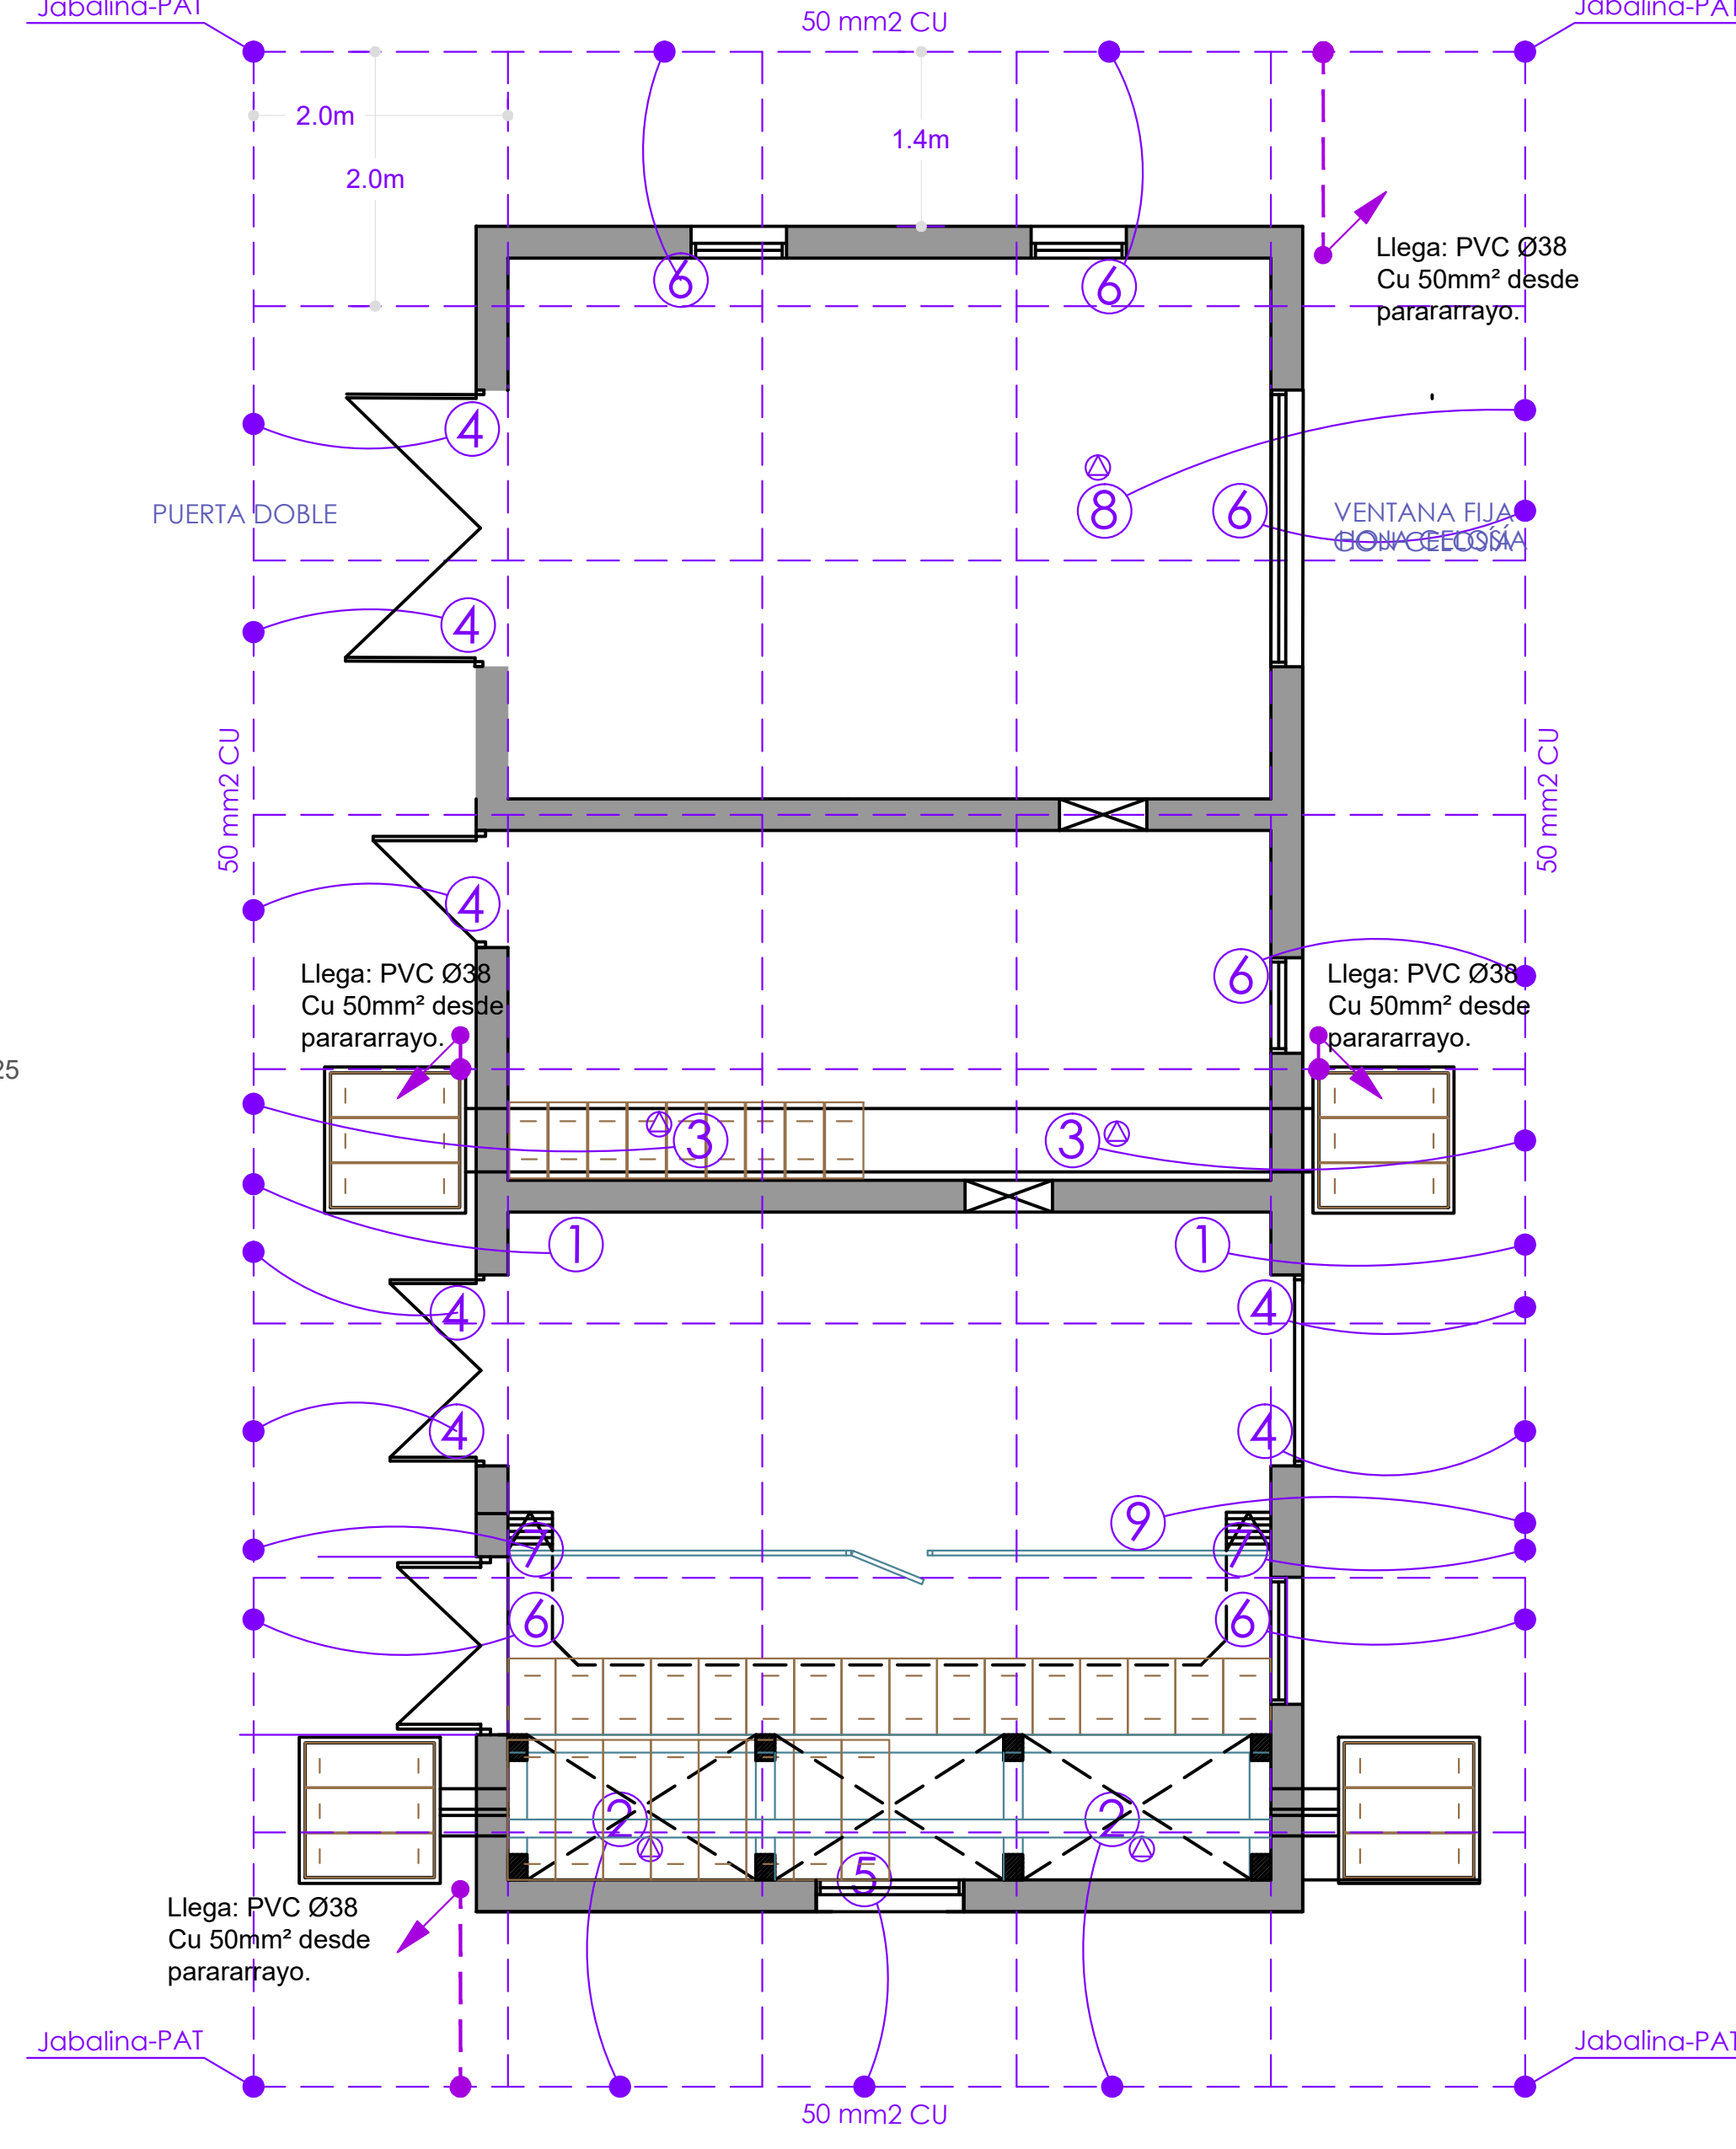 Jabalina-PAT
50 mm2 CU
Jabalina-PAT
2.0m
1.4m
2.0m
Llega: PVC Ø38
Cu 50mm² desde
parararrayo.
6
6
4
8
6
PUERTA DOBLE
VENTANA FIJA
4
50 mm2 CU
50 mm2 CU
4
6
Llega: PVC Ø38
Cu 50mm² desde
parararrayo.
Llega: PVC Ø38
Cu 50mm² desde
parararrayo.
25
3
3
1
1
4
4
4
4
9
7
7
6
6
2
2
5
Llega: PVC Ø38
Cu 50mm² desde
parararrayo.
Jabalina-PAT
Jabalina-PAT
50 mm2 CU